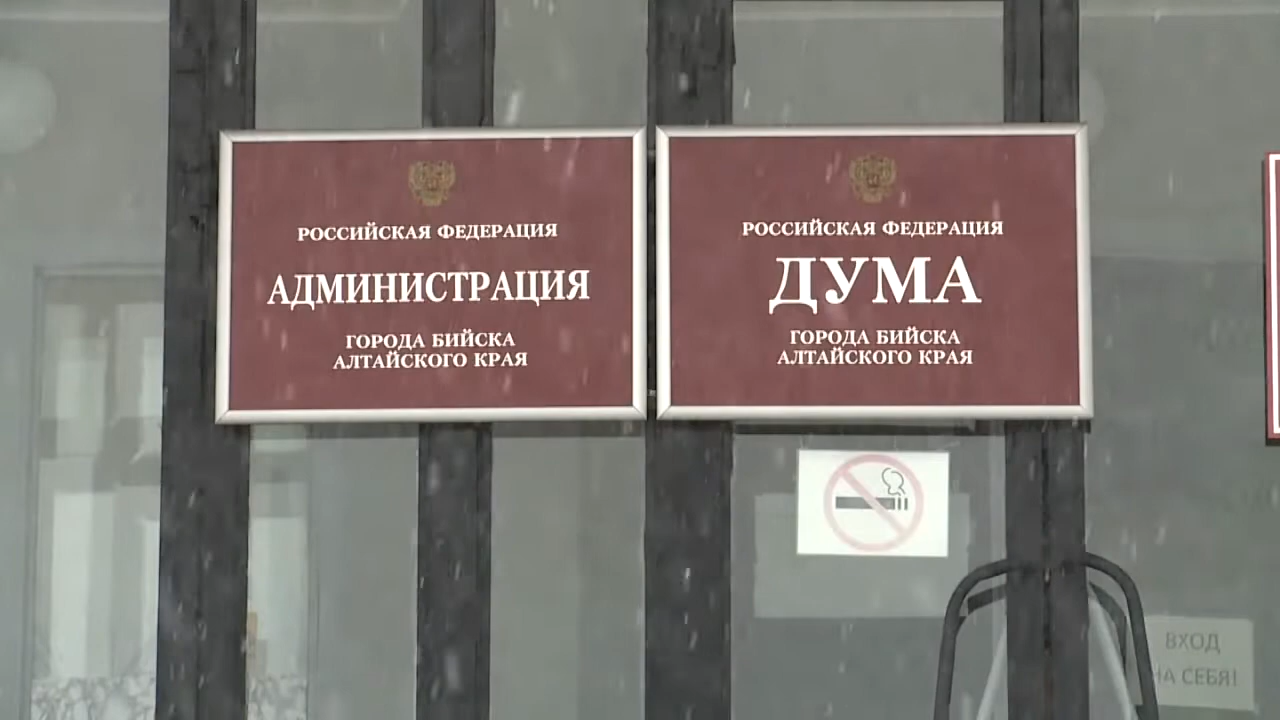 РОССИЙСКАЯ ФЕДЕРАЦИЯ
АДМИНИСТРАЦИЯ
ГОРОДА БИЙСКА
АЛТАЙСКОГО КРАЯ
РОССИЙСКАЯ ФЕДЕРАЦИЯ
ДУМА
ГОРОДА БИЙСКА
АЛТАЙСКОГО КРАЯ
ВХОД
НА СЕБЯ!